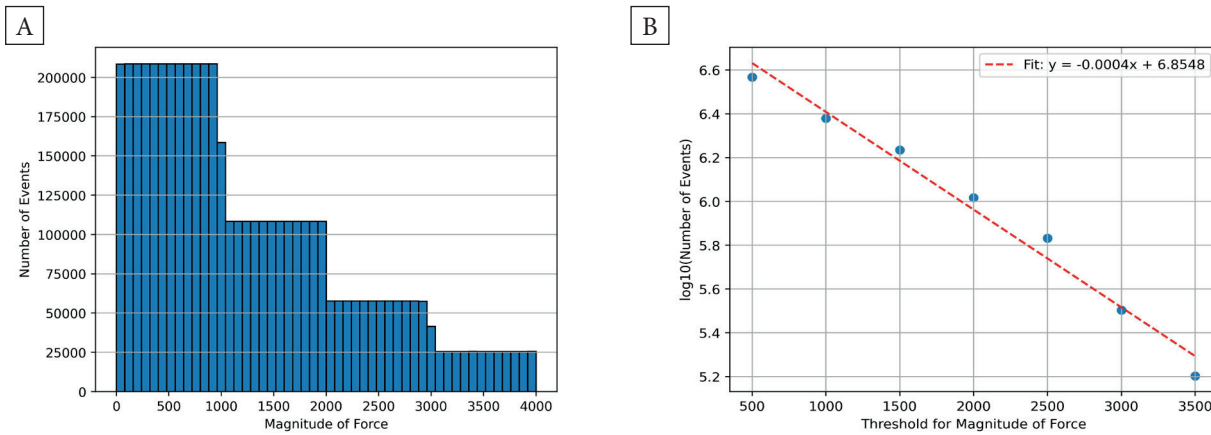 A
200000
175000
150000
125000
100000
75000
50000
25000
0
Number of Events
0 500 1000 1500 2000 2500 3000 3500 4000
Magnitude of Force
B
Fit: y = -0.0004x + 6.8548
6.6
6.4
6.2
6.0
5.8
5.6
5.4
5.2
log10(Number of Events)
500 1000 1500 2000 2500 3000 3500
Threshold for Magnitude of Force